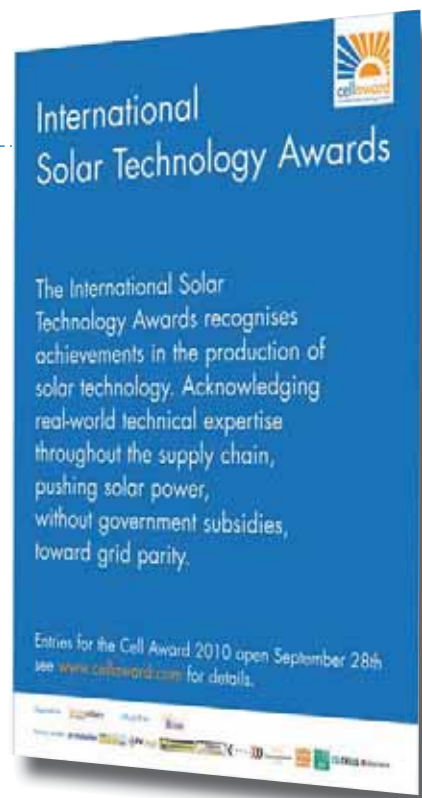 cellaward
International
Solar Technology Awards
The International Solar
Technology Awards recognises
achievements in the production of
solar technology. Acknowledging
real-world technical expertise
throughout the supply chain,
pushing solar power,
without government subsidies,
toward grid parity.
Entries for the Cell Award 2010 open September 28th
see www.cellaward.com for details.